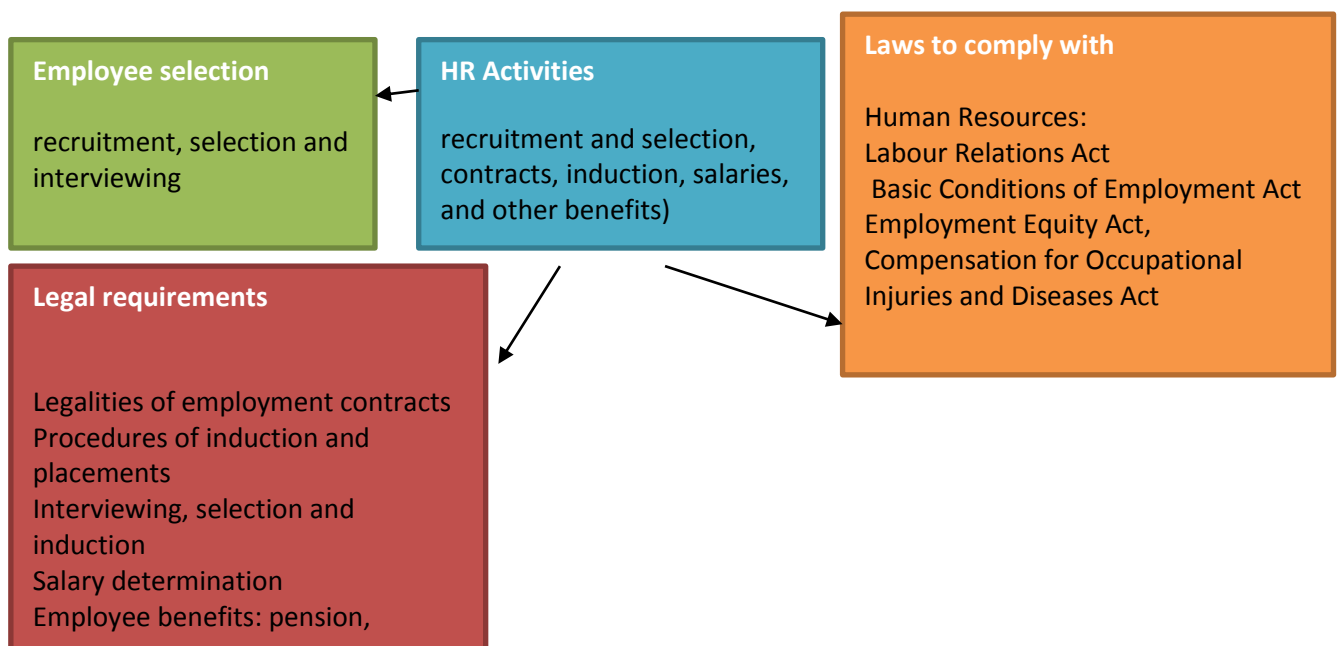 Employee selection
recruitment, selection and
interviewing
HR Activities
recruitment and selection,
contracts, induction, salaries,
and other benefits)
Laws to comply with
Human Resources:
Labour Relations Act
Basic Conditions of Employment Act
Employment Equity Act,
Compensation for Occupational
Injuries and Diseases Act
Legal requirements
Legalities of employment contracts
Procedures of induction and
placements
Interviewing, selection and
induction
Salary determination
Employee benefits: pension,